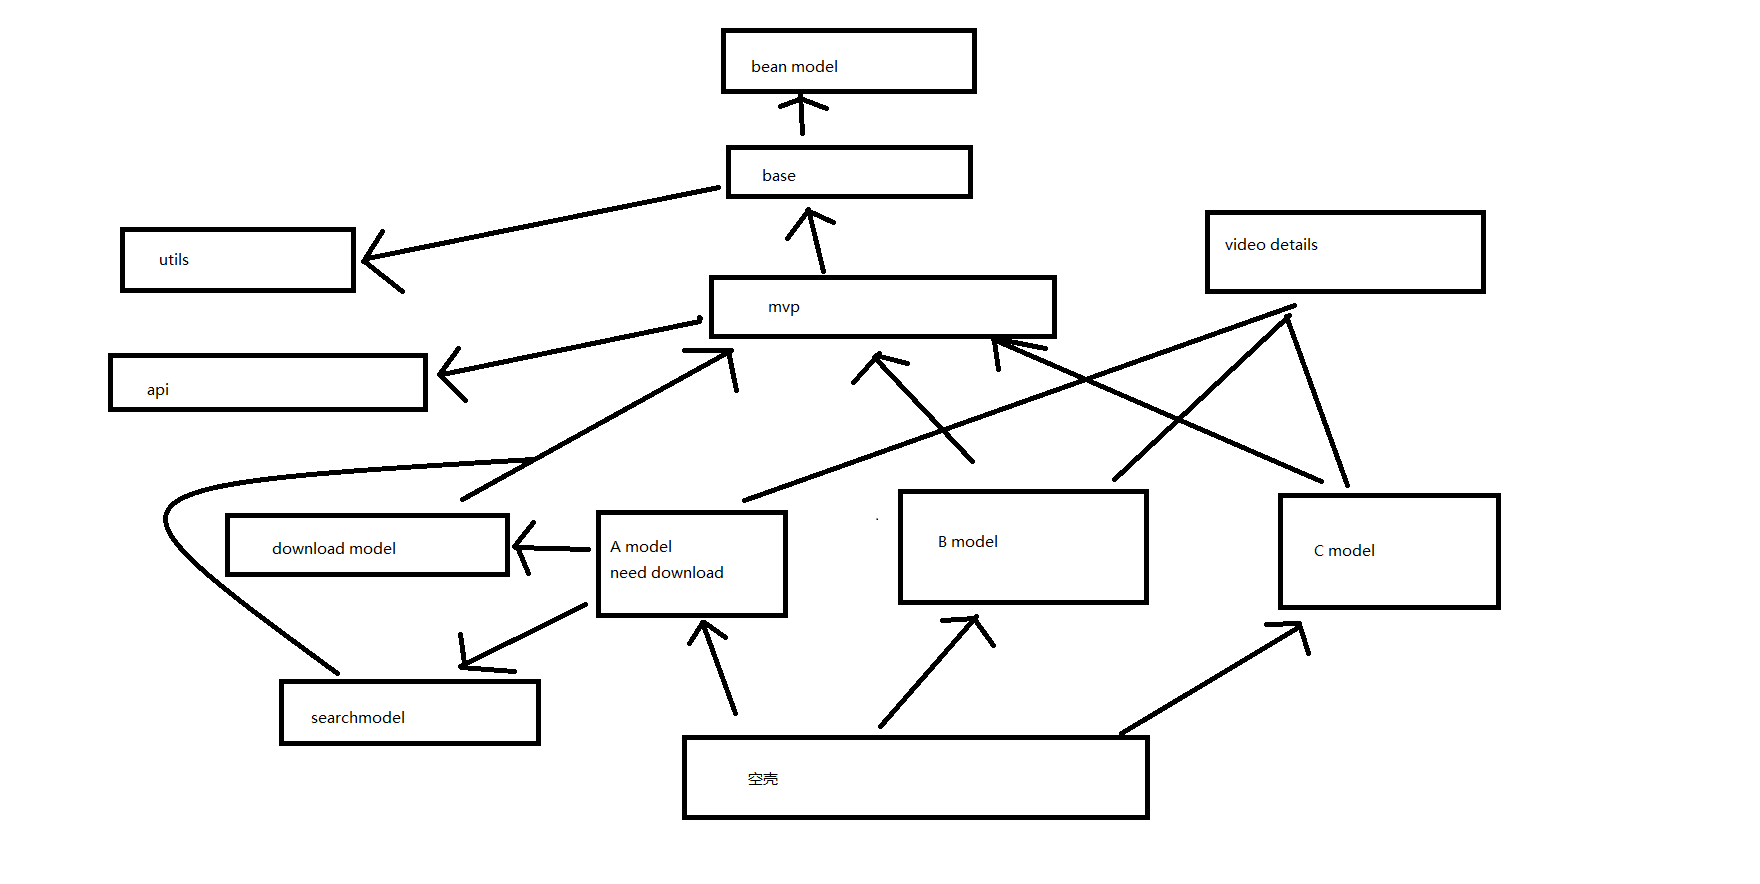 bean model
base
utils
video details
mvp
api
download model
A model
need download
B model
C model
searchmodel
空壳